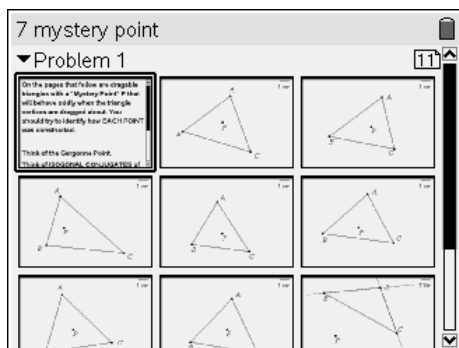 7 mystery point
Problem 1
11
On the pages that follow are dragable
triangles with a "Mystery Point" P that
will behave oddly when the triangle
vertices are dragged about. You
should try to identify how EACH POINT
was constructed.
Think of the Gergonne Point.
Think of ISOGONAL CONJUGATES of
A
P
C
A
P
B
C
A
B
P
C
A
P
B
C
A
B
P
C
A
P
C
A
P
A
B
C
P